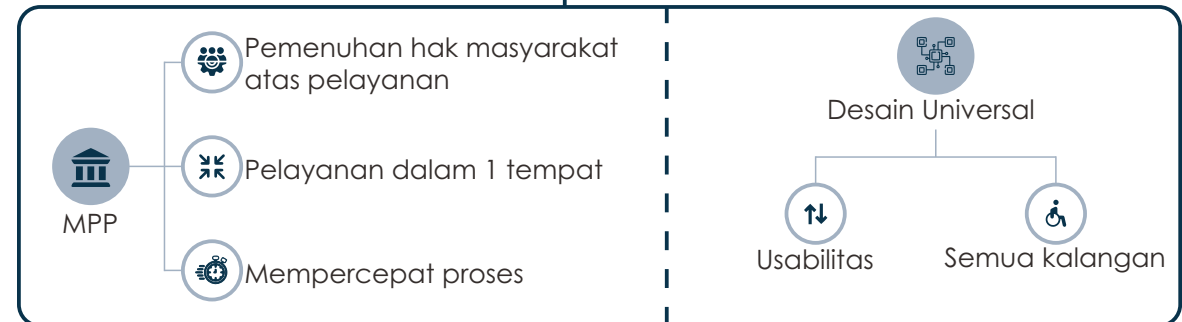 Pemenuhan hak masyarakat
atas pelayanan
Pelayanan dalam 1 tempat
MPP
Mempercepat proses
Desain Universal
Usabilitas
Semua kalangan